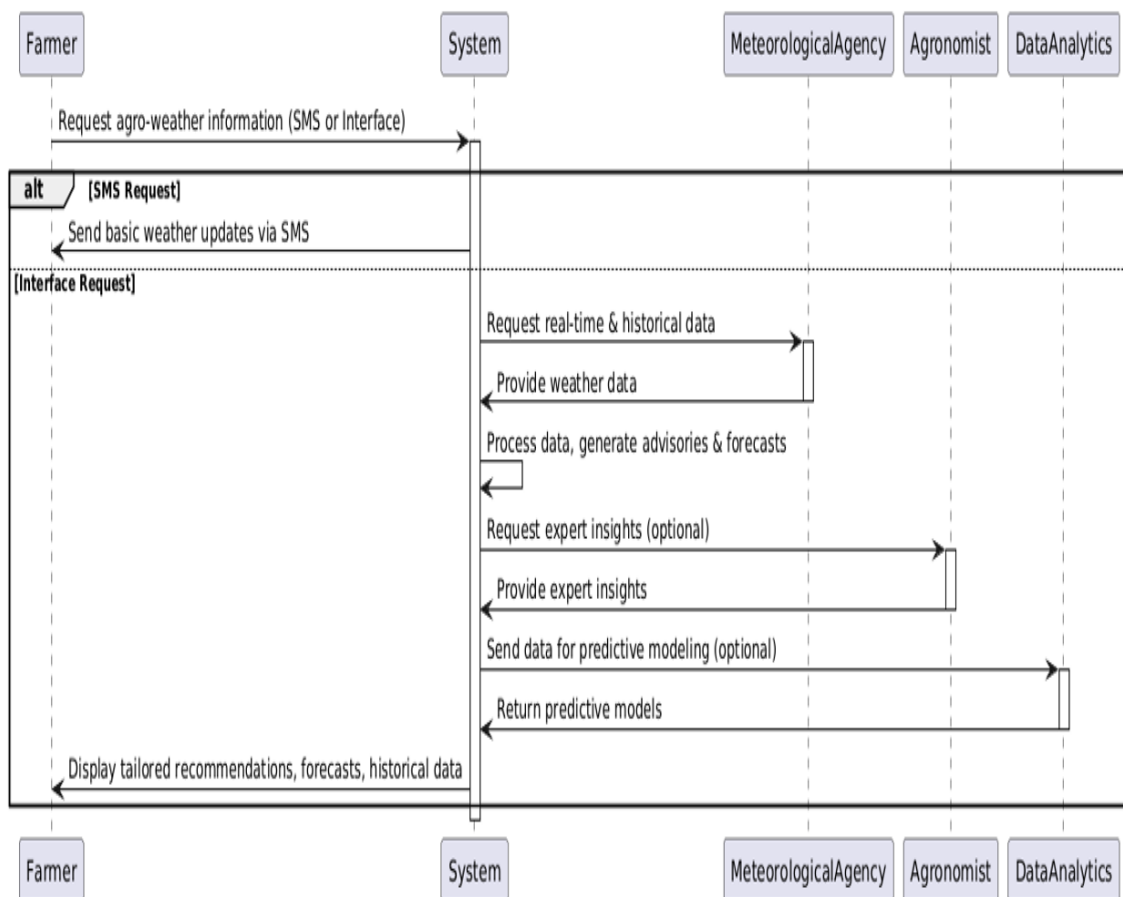 Farmer System MeteorologicalAgency Agronomist DataAnalytics
Request agro-weather information (SMS or Interface)
alt [SMS Request]
Send basic weather updates via SMS
[Interface Request]
Request real-time & historical data
Provide weather data
Process data, generate advisories & forecasts
Request expert insights (optional)
Provide expert insights
Send data for predictive modeling (optional)
Return predictive models
Display tailored recommendations, forecasts, historical data
Farmer System MeteorologicalAgency Agronomist DataAnalytics